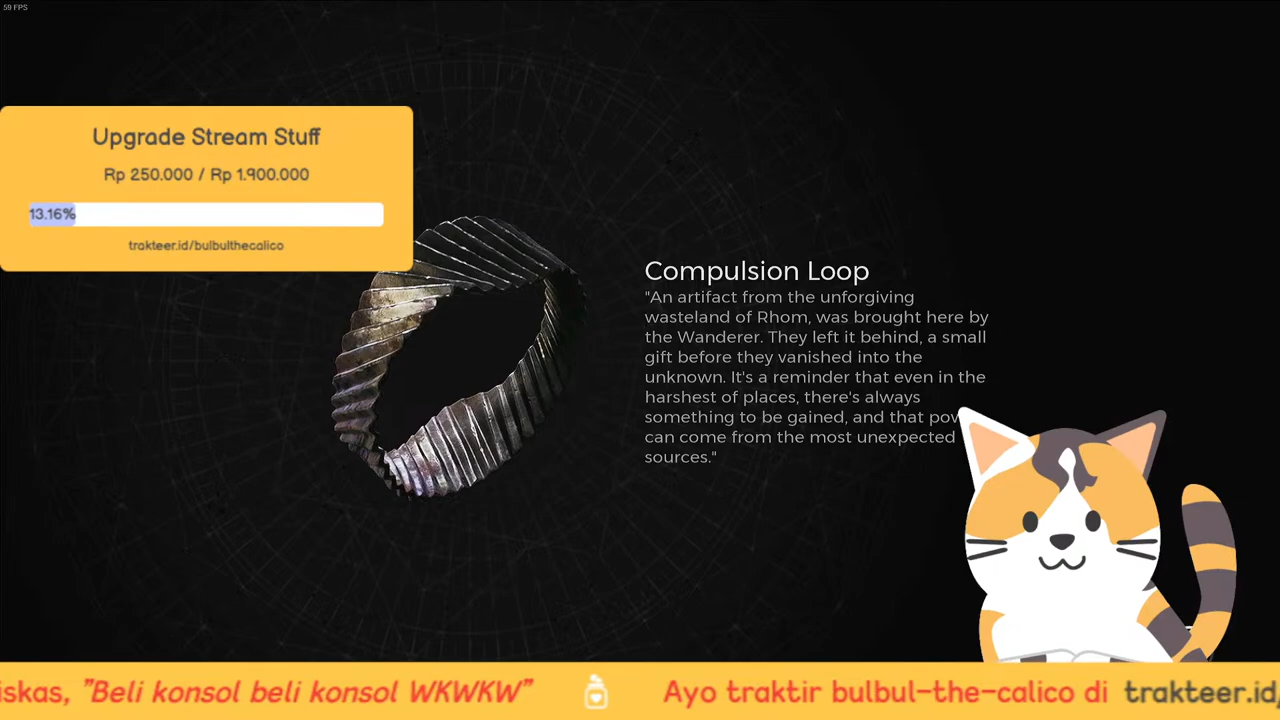 59 FPS
Upgrade Stream Stuff
Rp 250.000 / Rp 1.900.000
13.16%
trakteer.id/bulbulthecalico
Compulsion Loop
"An artifact from the unforgiving
wasteland of Rhom, was brought here by
the Wanderer. They left it behind, a small
gift before they vanished into the
unknown. It's a reminder that even in the
harshest of places, there's always
something to be gained, and that pow
can come from the most unexpected
sources."
iskas, "Beli konsol beli konsol WKWKW" Ayo traktir bulbul-the-calico di trakteer.id/